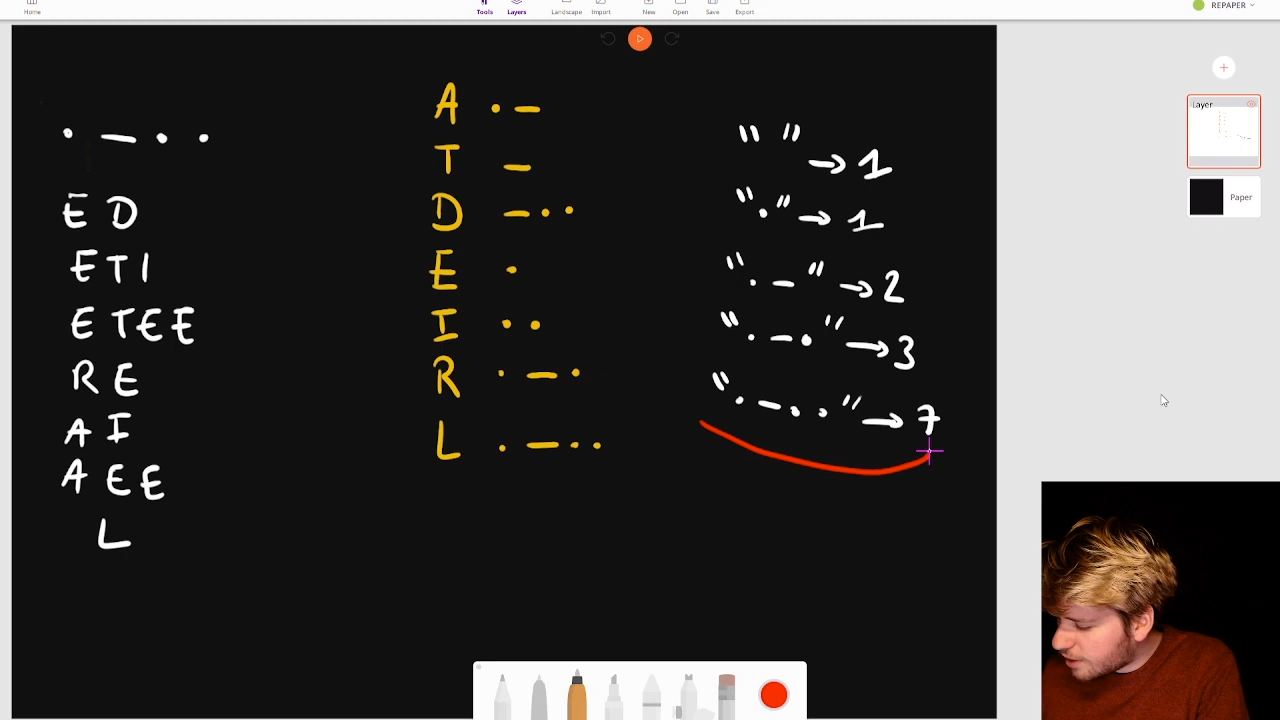 Home Tools Layers Landscape Import New Open Save Export REPAPER
Layer
Paper
. — . .
E D
E T I
E T E E
R E
A I
A E E
L
A . —
T —
D — . .
E .
I . .
R . — .
L . — . .
" " → 1
"." → 1
". —" → 2
". — ." → 3
". — . ." → 7